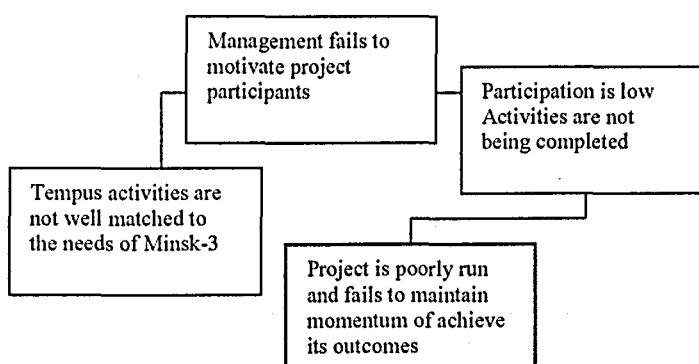 Management fails to
motivate project
participants
Participation is low
Activities are not
being completed
Tempus activities are
not well matched to
the needs of Minsk-3
Project is poorly run
and fails to maintain
momentum of achieve
its outcomes